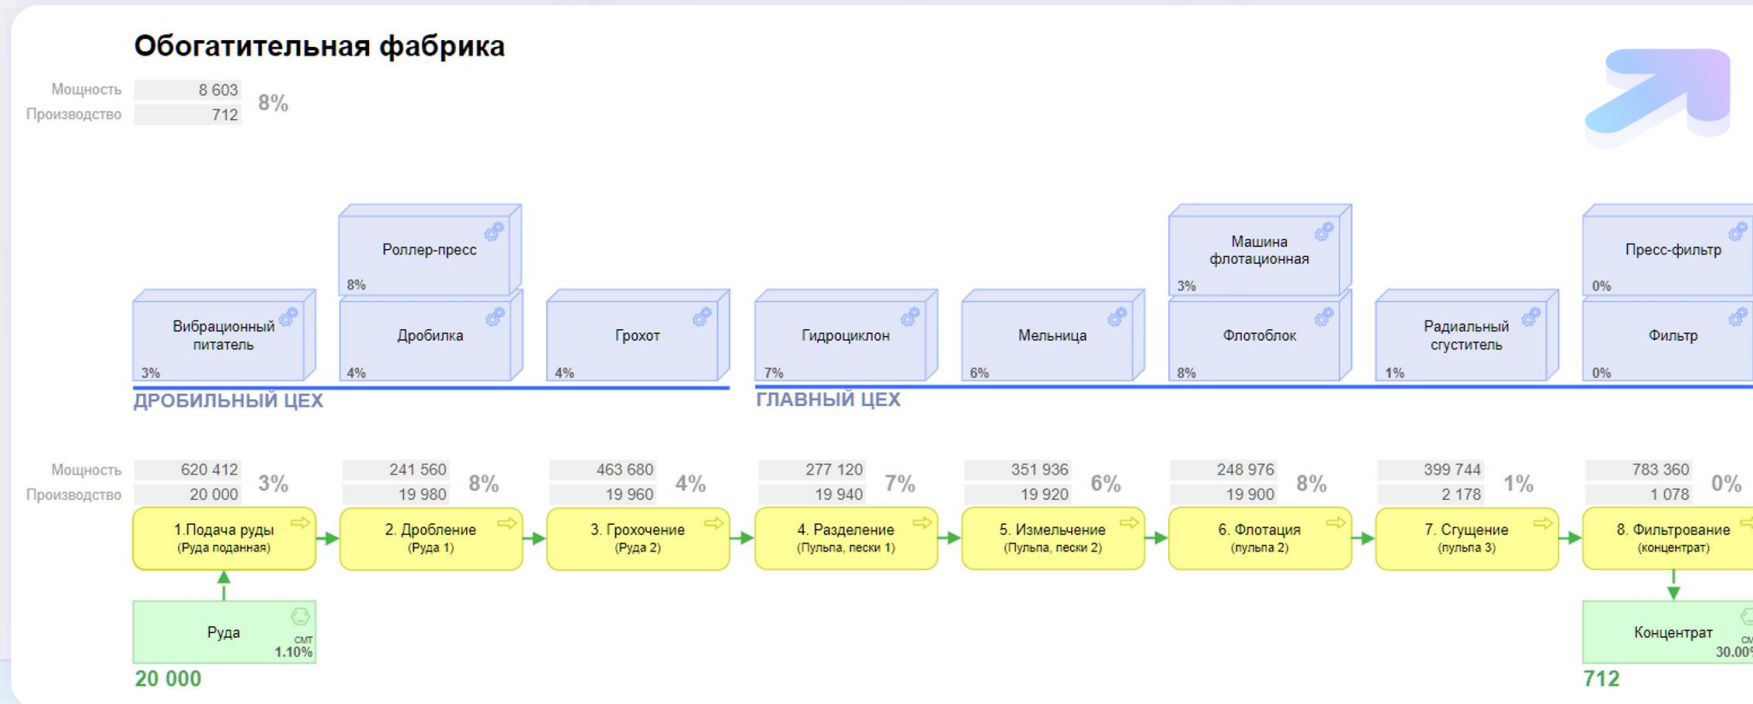 Обогатительная фабрика
Мощность 8 603
8%
Производство 712
Роллер-пресс
8%
Машина
флотационная
3%
Пресс-фильтр
0%
Вибрационный
питатель
3%
Дробилка
4%
Грохот
4%
Гидроциклон
7%
Мельница
6%
Флотоблок
8%
Радиальный
сгуститель
1%
Фильтр
0%
ДРОБИЛЬНЫЙ ЦЕХ
ГЛАВНЫЙ ЦЕХ
Мощность 620 412 241 560 463 680 277 120 351 936 248 976 399 744 783 360
3% 8% 4% 7% 6% 8% 1% 0%
Производство 20 000 19 980 19 960 19 940 19 920 19 900 2 178 1 078
1.Подача руды
(Руда поданная)
2. Дробление
(Руда 1)
3. Грохочение
(Руда 2)
4. Разделение
(Пульпа, пески 1)
5. Измельчение
(Пульпа, пески 2)
6. Флотация
(пульпа 2)
7. Сгущение
(пульпа 3)
8. Фильтрование
(концентрат)
Руда
СМТ
1.10%
20 000
Концентрат
30.00%
712